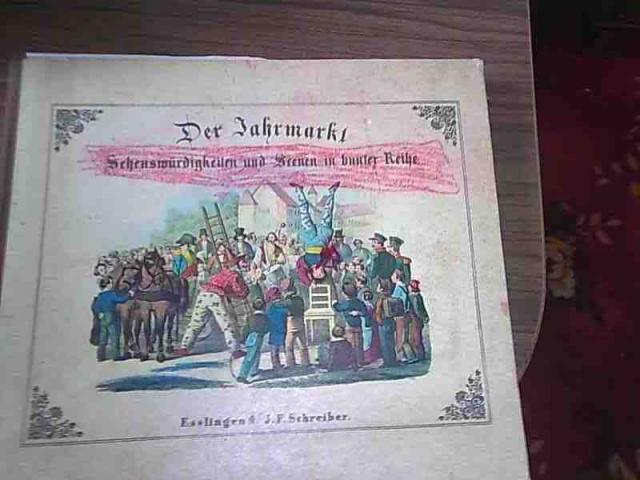 Der Jahrmarkt
Sehenswürdigkeiten und Scenen in bunter Reihe
Esslingen b. J. F. Schreiber.